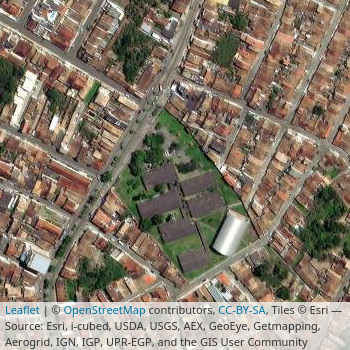 Leaflet | © OpenStreetMap contributors, CC-BY-SA, Tiles © Esri —
Source: Esri, i-cubed, USDA, USGS, AEX, GeoEye, Getmapping,
Aerogrid, IGN, IGP, UPR-EGP, and the GIS User Community